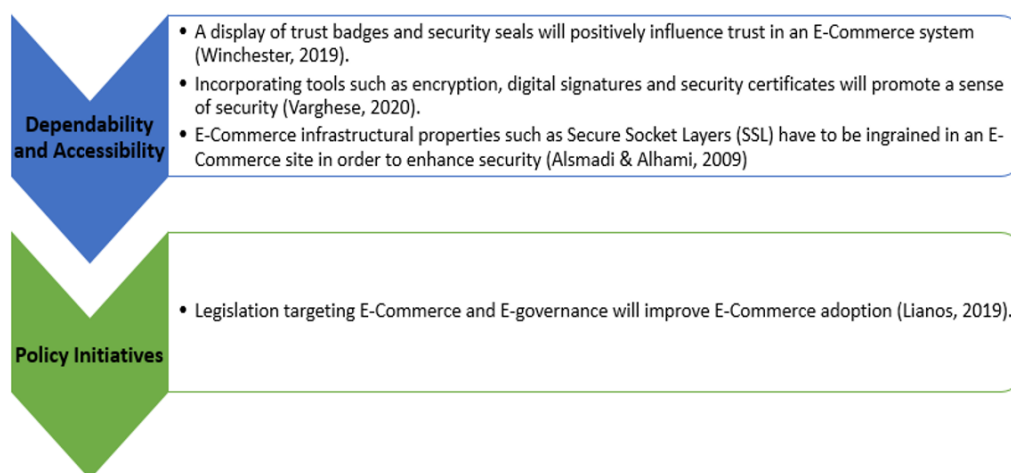 Dependability
and Accessibility
• A display of trust badges and security seals will positively influence trust in an E-Commerce system
(Winchester, 2019).
• Incorporating tools such as encryption, digital signatures and security certificates will promote a sense
of security (Varghese, 2020).
• E-Commerce infrastructural properties such as Secure Socket Layers (SSL) have to be ingrained in an E-
Commerce site in order to enhance security (Alsmadi & Alhami, 2009)
Policy Initiatives
• Legislation targeting E-Commerce and E-governance will improve E-Commerce adoption (Lianos, 2019).